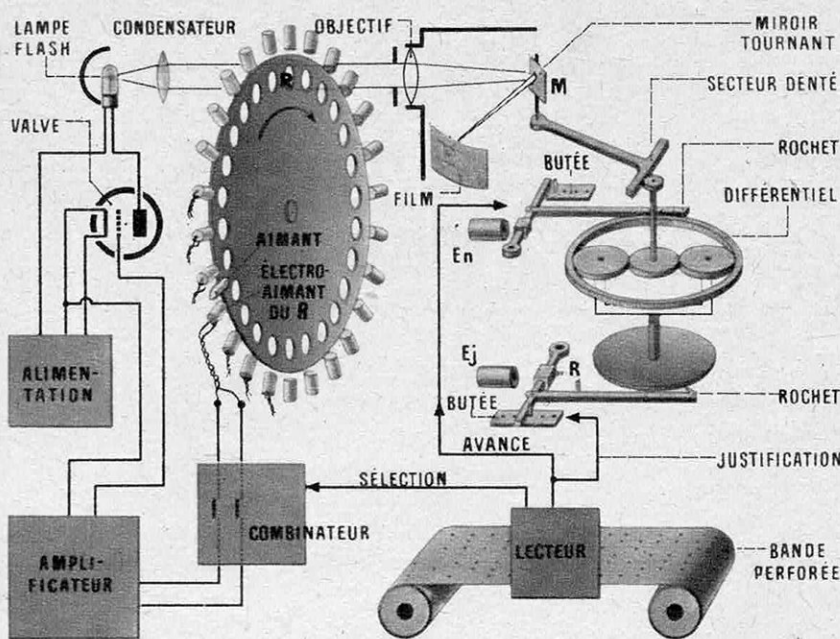 LAMPE
FLASH
CONDENSATEUR
OBJECTIF
MIROIR
TOURNANT
R
M
SECTEUR DENTÉ
VALVE
BUTÉE
ROCHET
FILM
DIFFÉRENTIEL
En
AIMANT
ÉLECTRO-
AIMANT
DU R
ALIMEN-
TATION
Ej
R
BUTÉE
ROCHET
AVANCE
JUSTIFICATION
SÉLECTION
COMBINATEUR
LECTEUR
BANDE
PERFORÉE
AMPLI-
FICATEUR